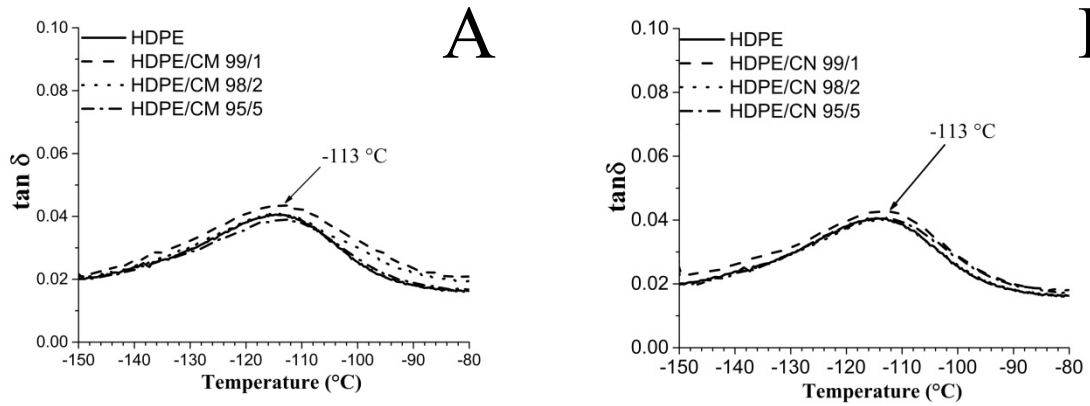 A
HDPE
HDPE/CM 99/1
HDPE/CM 98/2
HDPE/CM 95/5
-113 °C
tan δ
0.10
0.08
0.06
0.04
0.02
0.00
-150 -140 -130 -120 -110 -100 -90 -80
Temperature (°C)
HDPE
HDPE/CN 99/1
HDPE/CN 98/2
HDPE/CN 95/5
-113 °C
tanδ
0.10
0.08
0.06
0.04
0.02
0.00
-150 -140 -130 -120 -110 -100 -90 -80
Temperature (°C)